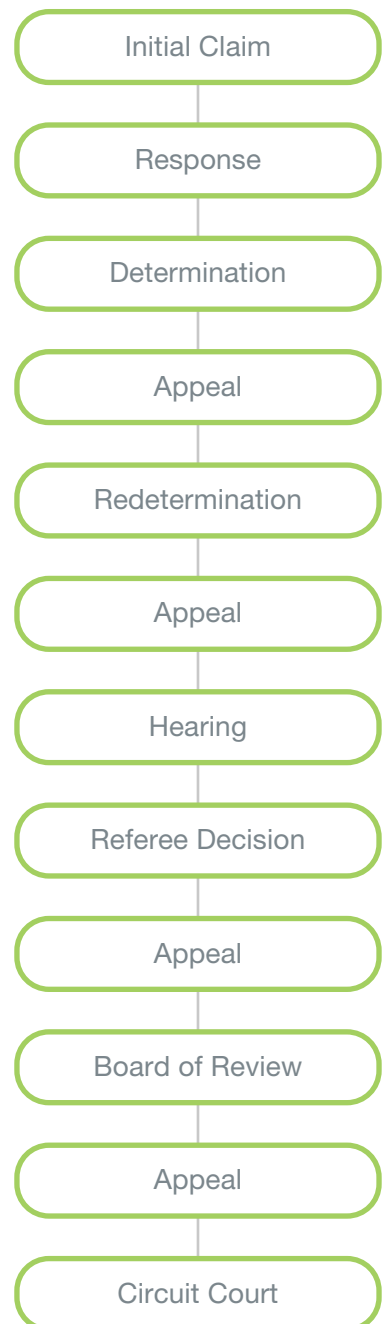 Initial Claim
Response
Determination
Appeal
Redetermination
Appeal
Hearing
Referee Decision
Appeal
Board of Review
Appeal
Circuit Court